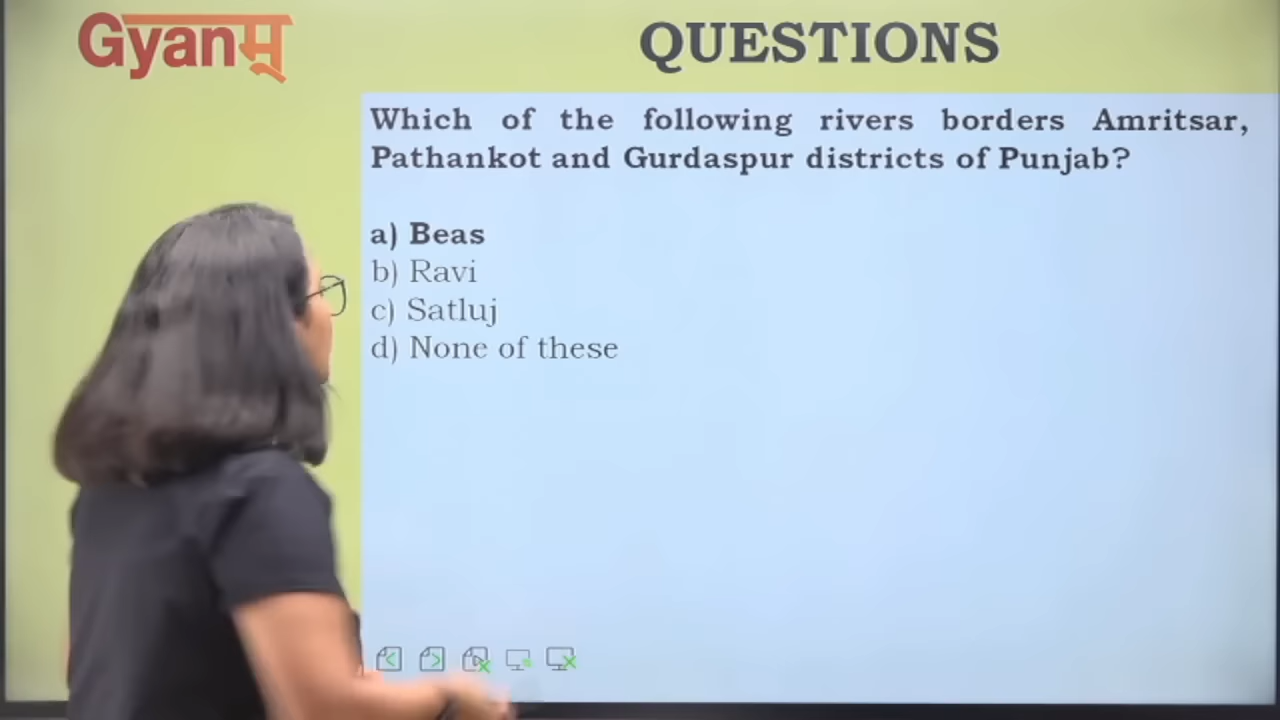 Gyanम्
QUESTIONS
Which of the following rivers borders Amritsar,
Pathankot and Gurdaspur districts of Punjab?
a) Beas
b) Ravi
c) Satluj
d) None of these